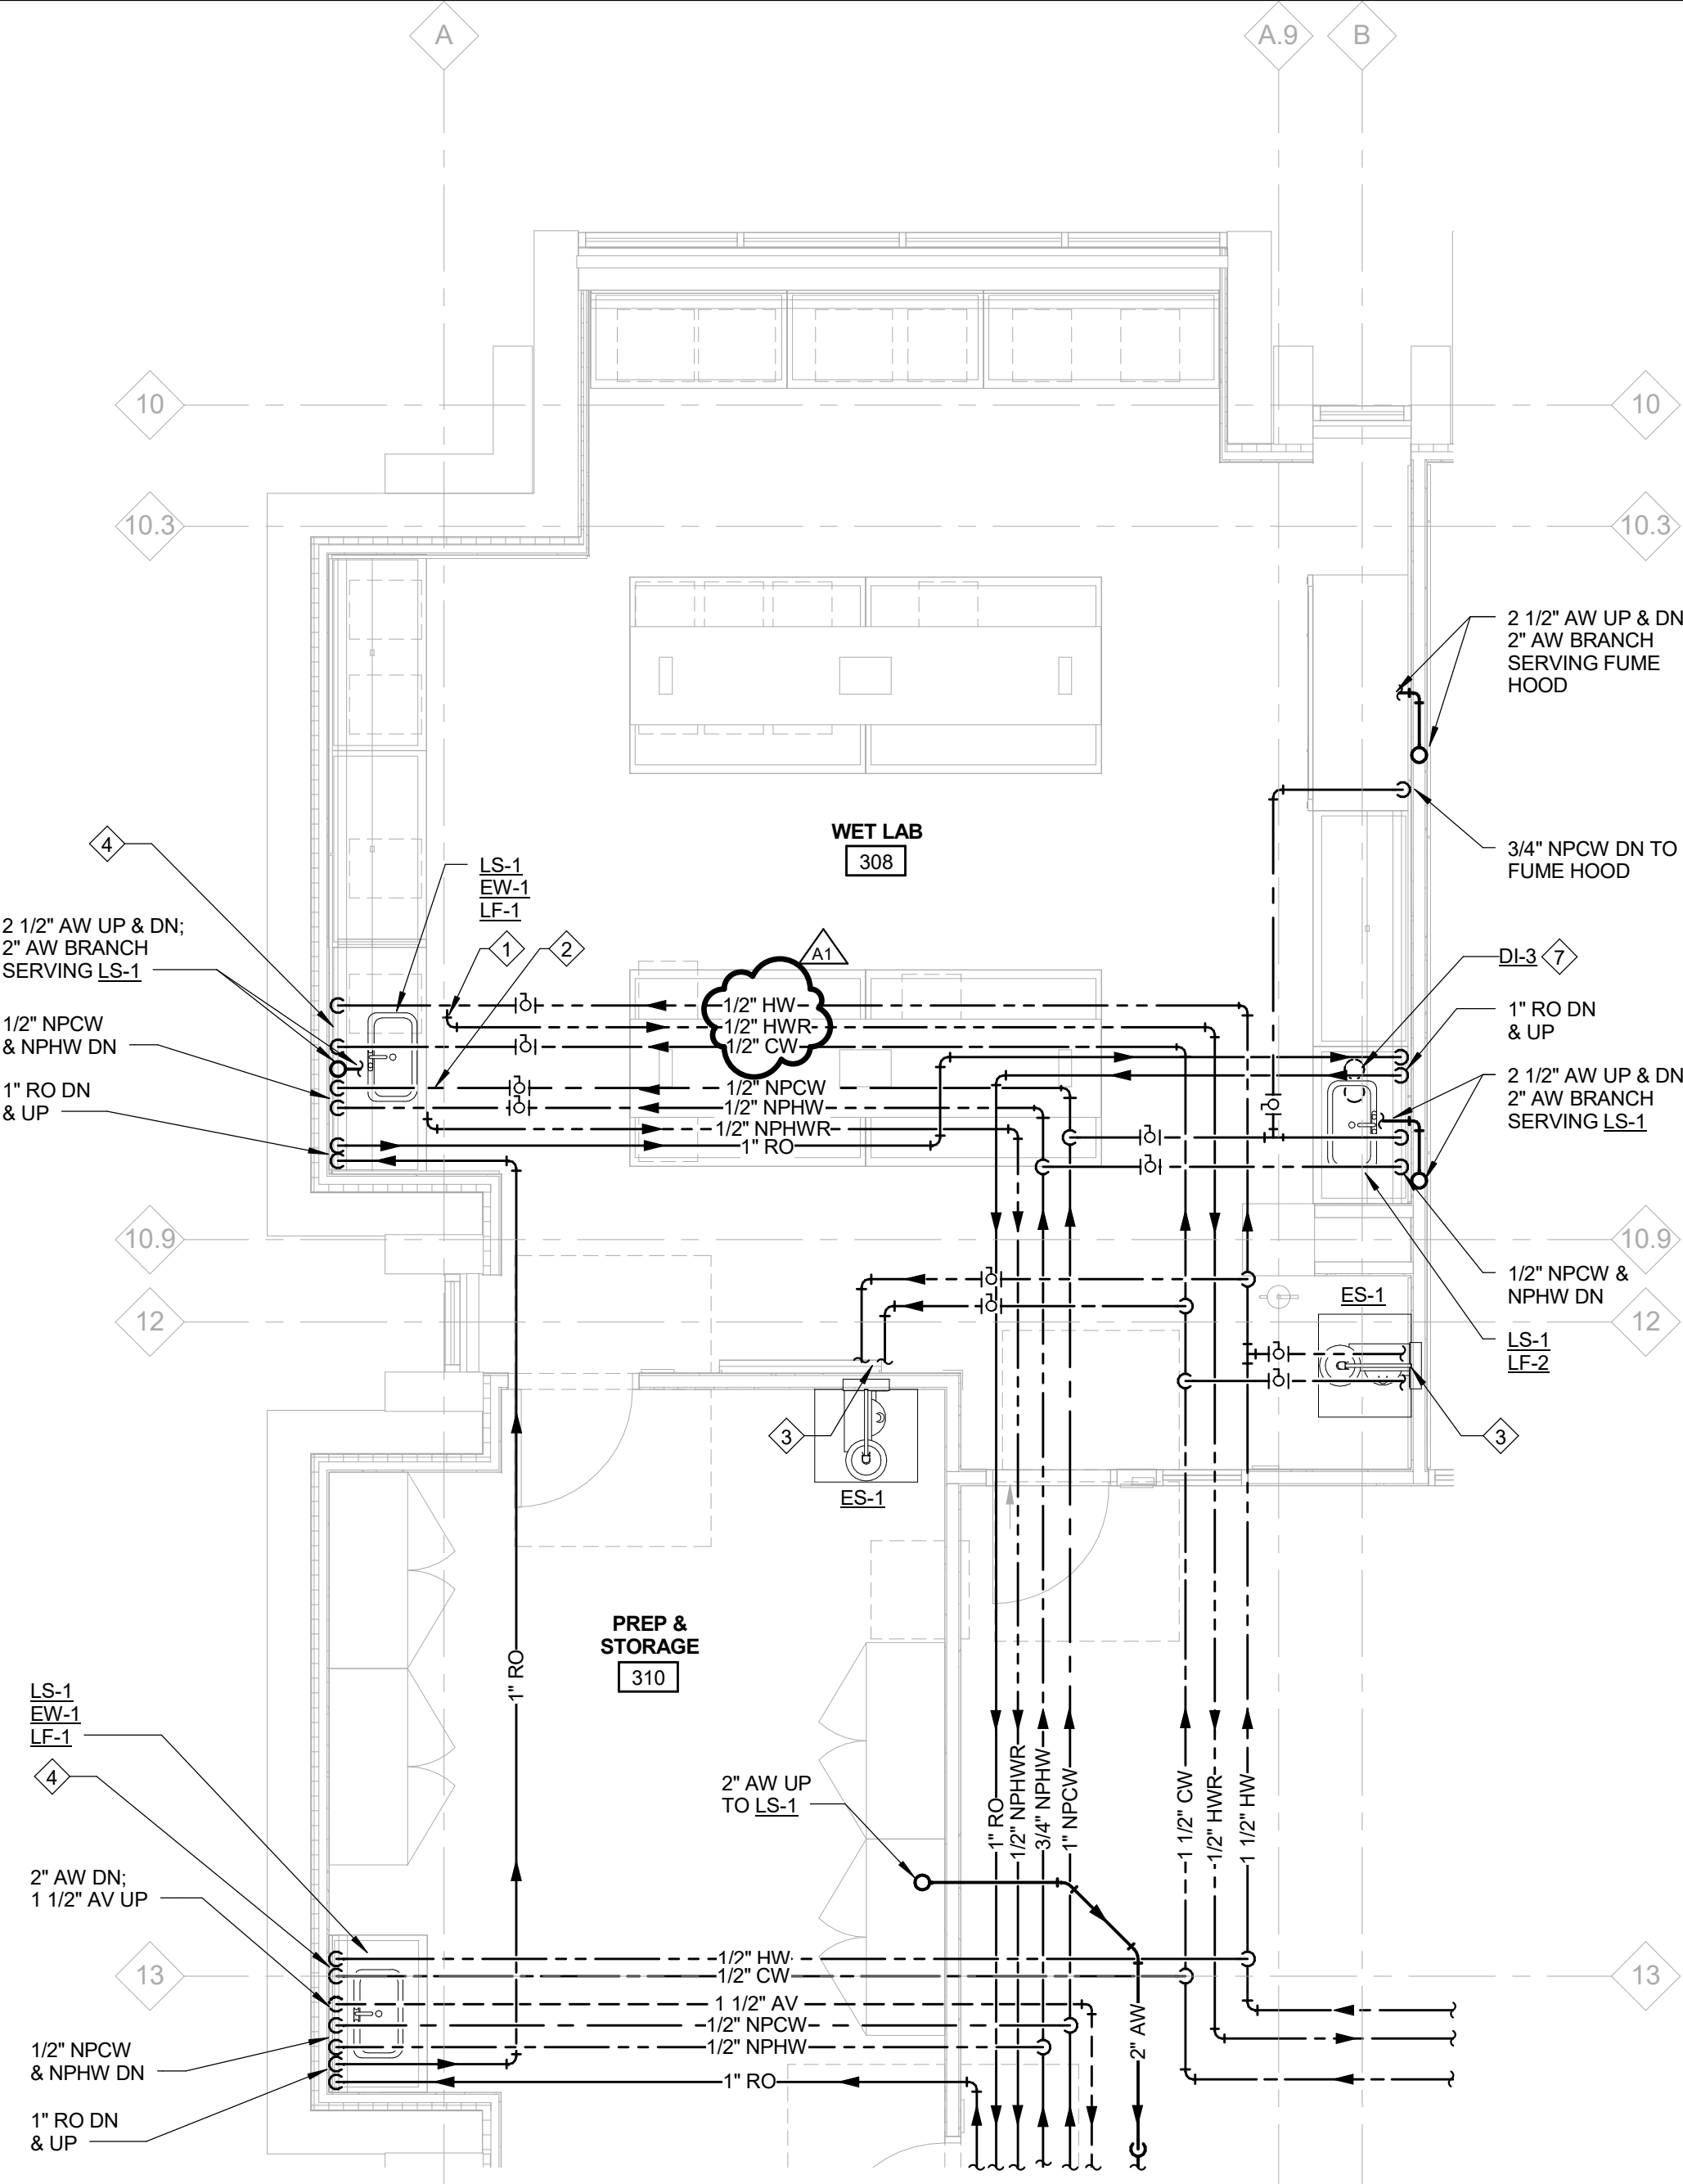 A
A.9
B
10
10
10.3
10.3
2 1/2" AW UP & DN
2" AW BRANCH
SERVING FUME
HOOD
WET LAB
308
3/4" NPCW DN TO
FUME HOOD
4
LS-1
EW-1
LF-1
2 1/2" AW UP & DN;
2" AW BRANCH
SERVING LS-1
1
2
A1
DI-3
7
1/2" HW
1/2" HWR
1/2" CW
1/2" NPCW
& NPHW DN
1" RO DN
& UP
1/2" NPCW
1/2" NPHW
1/2" NPHWR
1" RO
1" RO DN
& UP
2 1/2" AW UP & DN
2" AW BRANCH
SERVING LS-1
10.9
10.9
1/2" NPCW &
NPHW DN
ES-1
12
12
LS-1
LF-2
3
3
ES-1
PREP &
STORAGE
310
1" RO
LS-1
EW-1
LF-1
4
2" AW UP
TO LS-1
1" RO
1/2" NPHWR
3/4" NPHW
1" NPCW
1 1/2" CW
1/2" HWR
1 1/2" HW
2" AW DN;
1 1/2" AV UP
13
13
1/2" HW
1/2" CW
1 1/2" AV
1/2" NPCW
1/2" NPHW
2" AW
1/2" NPCW
& NPHW DN
1" RO
1" RO DN
& UP